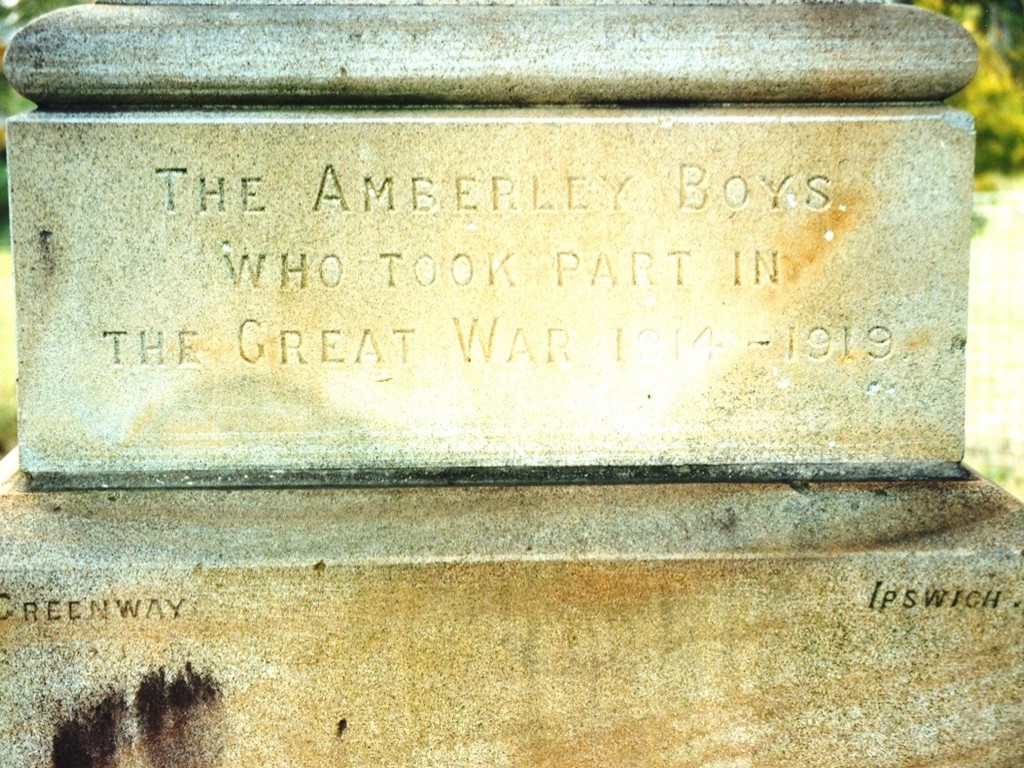 The Amberley Boys
who took part in
the Great War 1914-1919.
Greenway
Ipswich.